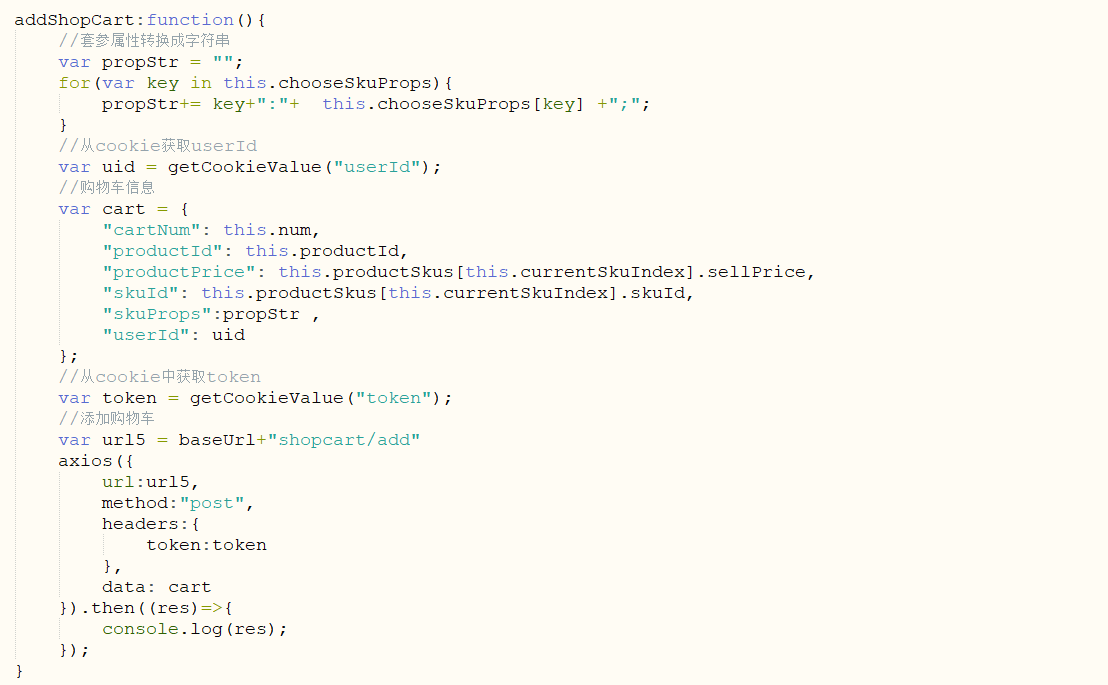 addShopCart:function(){
    //套参属性转换成字符串
    var propStr = "";
    for(var key in this.chooseSkuProps){
        propStr+= key+":"+  this.chooseSkuProps[key] +";";
    }
    //从cookie获取userId
    var uid = getCookieValue("userId");
    //购物车信息
    var cart = {
        "cartNum": this.num,
        "productId": this.productId,
        "productPrice": this.productSkus[this.currentSkuIndex].sellPrice,
        "skuId": this.productSkus[this.currentSkuIndex].skuId,
        "skuProps":propStr ,
        "userId": uid
    };
    //从cookie中获取token
    var token = getCookieValue("token");
    //添加购物车
    var url5 = baseUrl+"shopcart/add"
    axios({
        url:url5,
        method:"post",
        headers:{
            token:token
        },
        data: cart
    }).then((res)=>{
        console.log(res);
    });
}